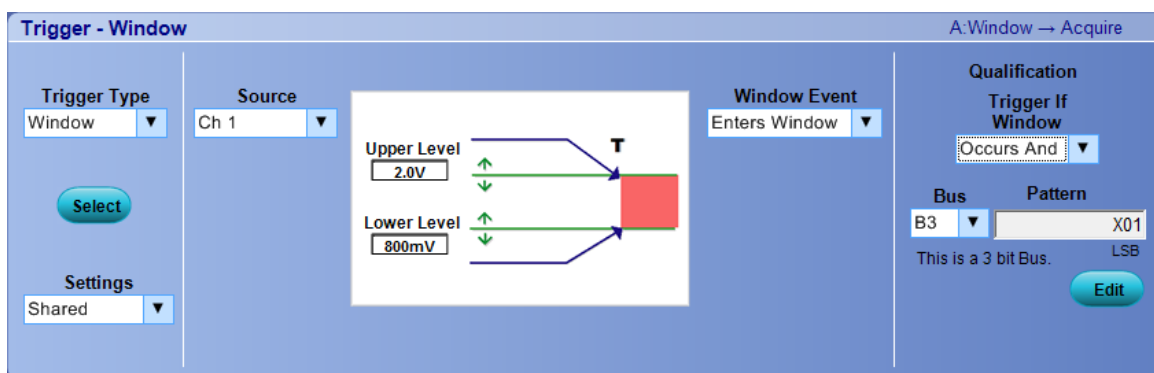 Trigger - Window
A:Window → Acquire
Trigger Type
Window
Select
Settings
Shared
Source
Ch 1
Upper Level
2.0V
Lower Level
800mV
T
Window Event
Enters Window
Qualification
Trigger If
Window
Occurs And
Bus
Pattern
B3
X01
This is a 3 bit Bus.
LSB
Edit